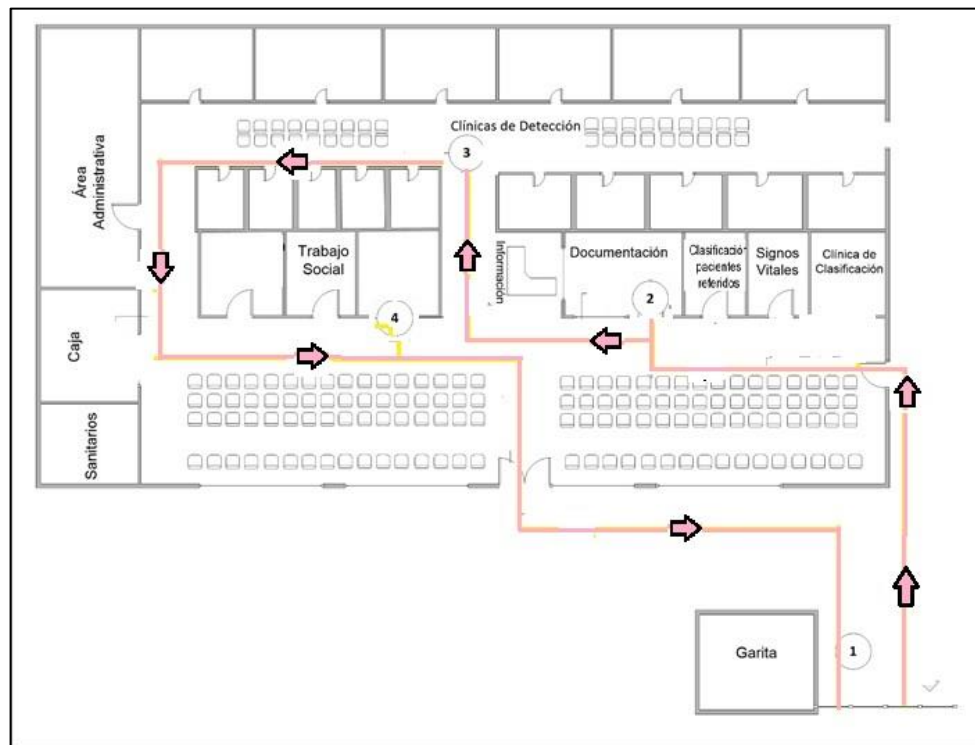 Clínicas de Detección
3
Área
Administrativa
Trabajo
Social
Información
Documentación
Clasificación
pacientes
referidos
Signos
Vitales
Clínica de
Clasificación
2
4
Caja
Sanitarios
Garita
1